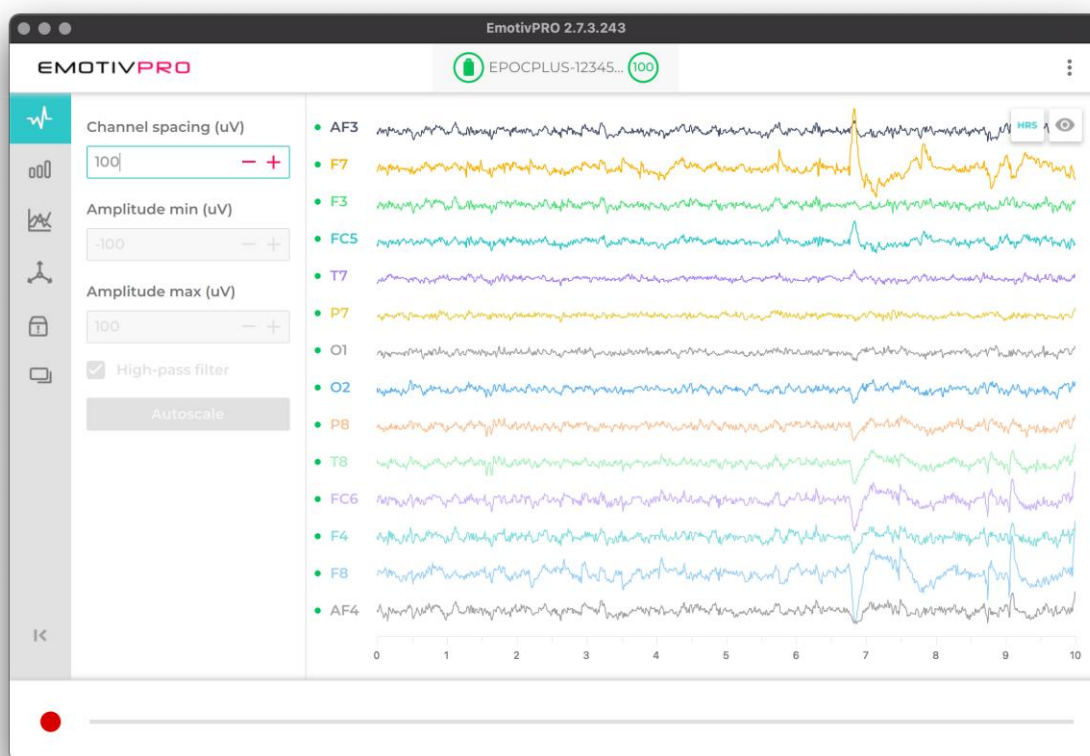 EmotivPRO 2.7.3.243
EMOTIVPRO
EPOCPLUS-12345... 100
Channel spacing (uV)
100
Amplitude min (uV)
-100
Amplitude max (uV)
100
High-pass filter
Autoscale
HRS
AF3
F7
F3
FC5
T7
P7
O1
O2
P8
T8
FC6
F4
F8
AF4
0 1 2 3 4 5 6 7 8 9 10